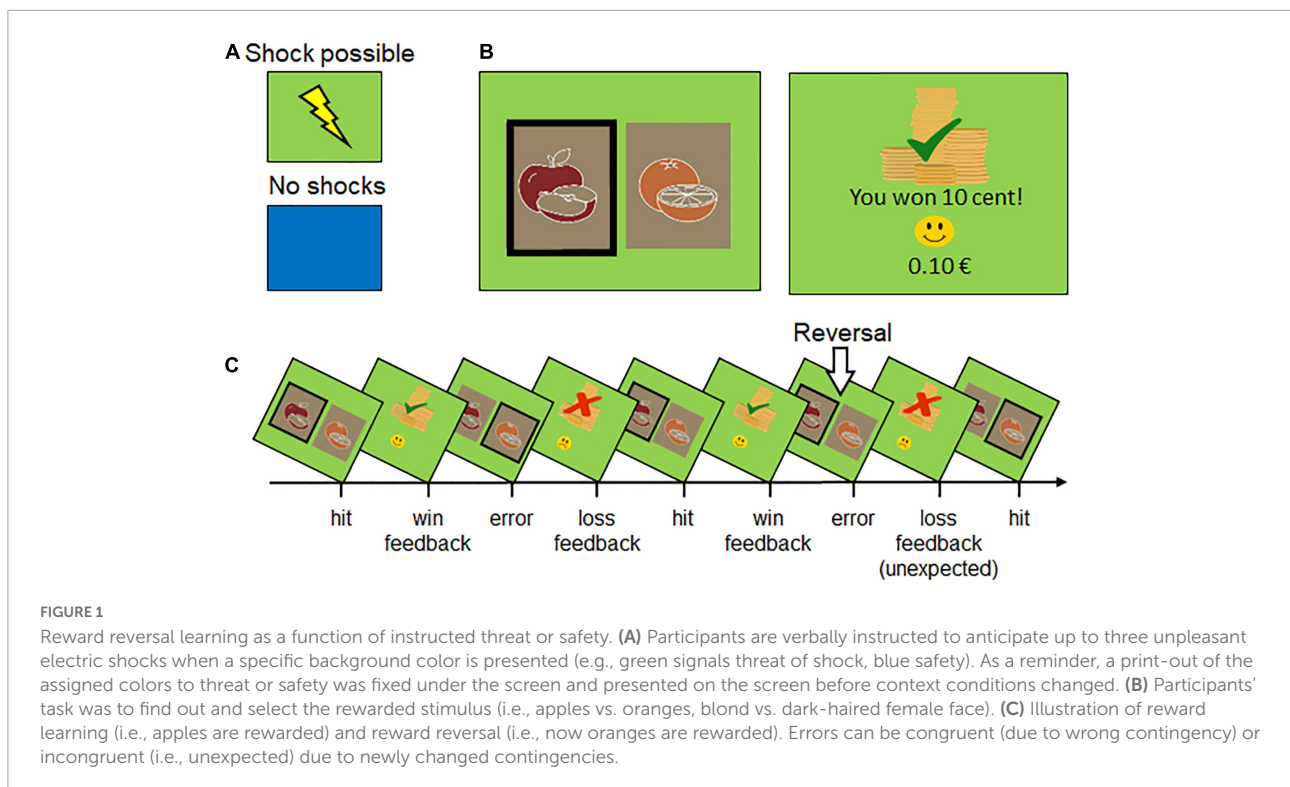 A Shock possible
No shocks
B
You won 10 cent!
0.10 €
Reversal
C
hit
win feedback
error
loss feedback
hit
win feedback
error
loss feedback (unexpected)
hit
FIGURE 1
Reward reversal learning as a function of instructed threat or safety. (A) Participants are verbally instructed to anticipate up to three unpleasant
electric shocks when a specific background color is presented (e.g., green signals threat of shock, blue safety). As a reminder, a print-out of the
assigned colors to threat or safety was fixed under the screen and presented on the screen before context conditions changed. (B) Participants'
task was to find out and select the rewarded stimulus (i.e., apples vs. oranges, blond vs. dark-haired female face). (C) Illustration of reward
learning (i.e., apples are rewarded) and reward reversal (i.e., now oranges are rewarded). Errors can be congruent (due to wrong contingency) or
incongruent (i.e., unexpected) due to newly changed contingencies.